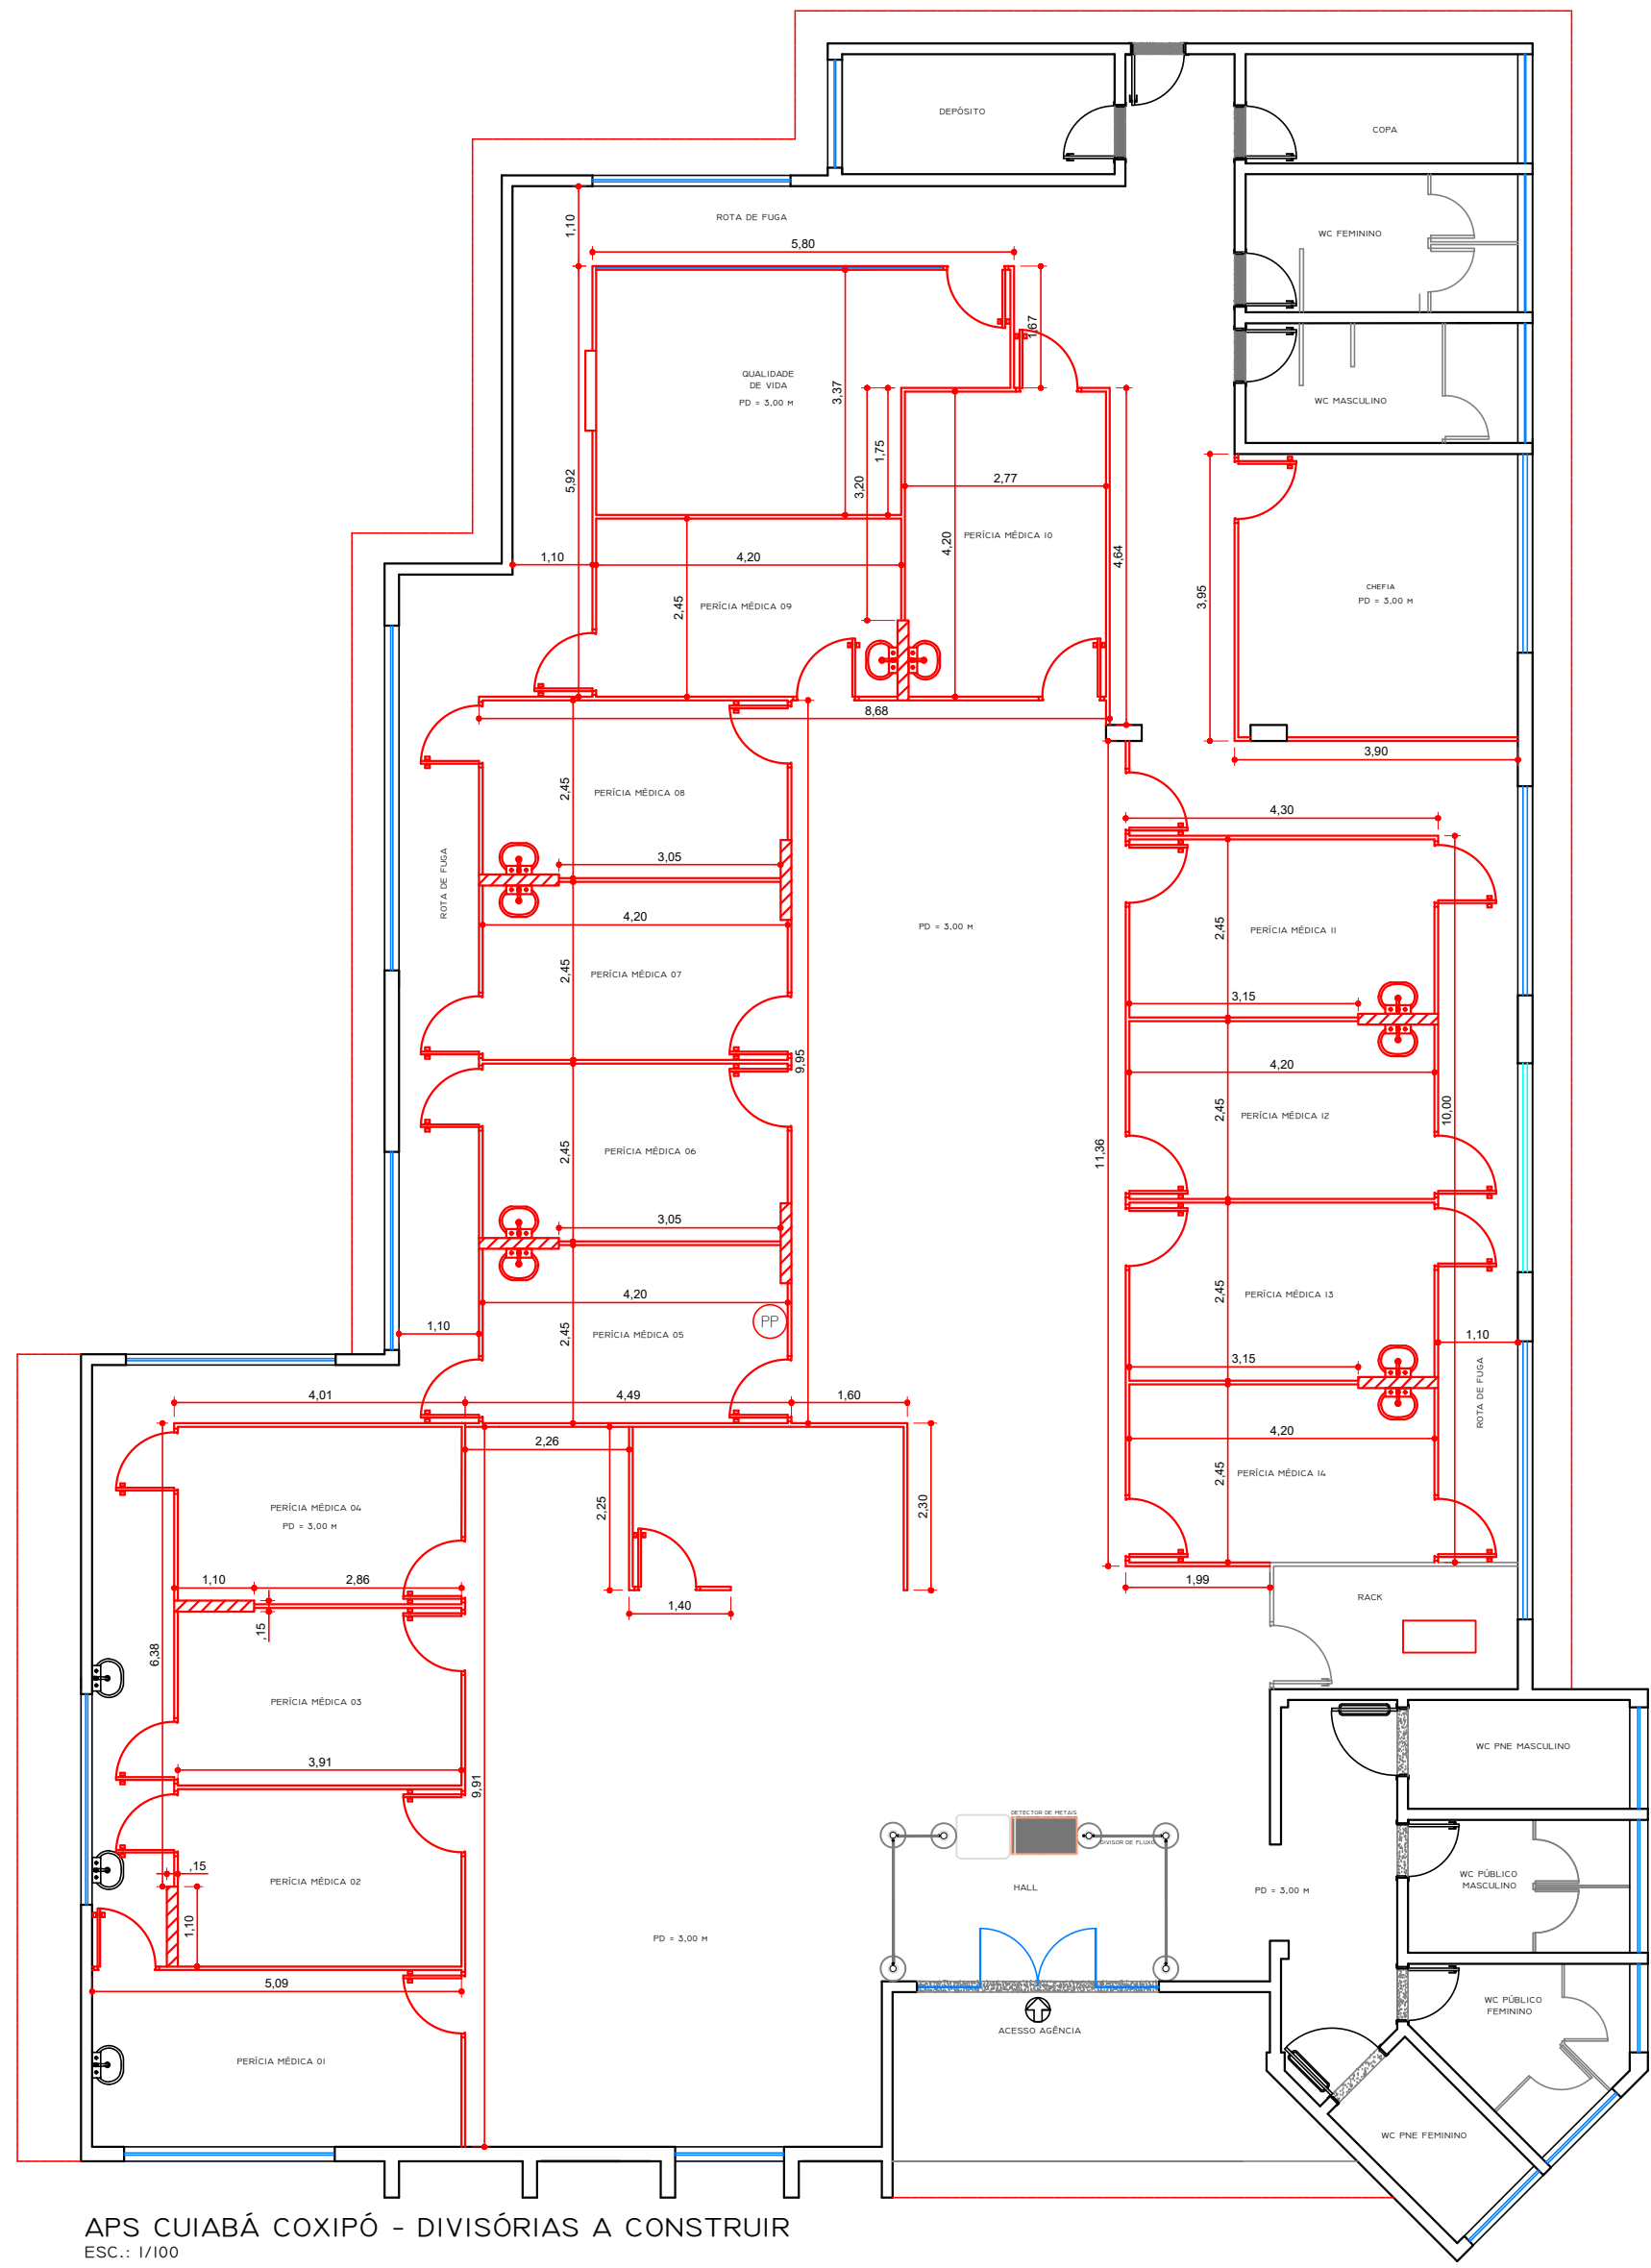 DEPÓSITO
COPA
ROTA DE FUGA
1,10
5,80
WC FEMININO
1,67
QUALIDADE
DE VIDA
PD = 3,00 M
3,37
WC MASCULINO
1,75
3,20
5,92
2,77
4,20
PERÍCIA MÉDICA 10
4,64
1,10
4,20
3,95
CHEFIA
PD = 3,00 M
2,45
PERÍCIA MÉDICA 09
8,68
3,90
2,45
PERÍCIA MÉDICA 08
4,30
ROTA DE FUGA
3,05
4,20
PD = 3,00 M
2,45
PERÍCIA MÉDICA 11
2,45
PERÍCIA MÉDICA 07
3,15
9,95
4,20
2,45
PERÍCIA MÉDICA 12
10,00
11,36
2,45
PERÍCIA MÉDICA 06
3,05
4,20
2,45
PERÍCIA MÉDICA 13
PP
1,10
2,45
PERÍCIA MÉDICA 05
1,10
3,15
ROTA DE FUGA
4,01
4,49
1,60
4,20
2,26
2,45
PERÍCIA MÉDICA 14
PERÍCIA MÉDICA 04
PD = 3,00 M
2,25
2,30
1,10
2,86
1,99
RACK
1,40
,15
6,38
PERÍCIA MÉDICA 03
WC PNE MASCULINO
3,91
9,91
DETECTOR DE METAIS
DIVISOR DE FLUXO
,15
PERÍCIA MÉDICA 02
WC PÚBLICO
MASCULINO
HALL
PD = 3,00 M
1,10
PD = 3,00 M
5,09
WC PÚBLICO
FEMININO
ACESSO AGÊNCIA
PERÍCIA MÉDICA 01
WC PNE FEMININO
APS CUIABÁ COXIPÓ - DIVISÓRIAS A CONSTRUIR
ESC.: 1/100